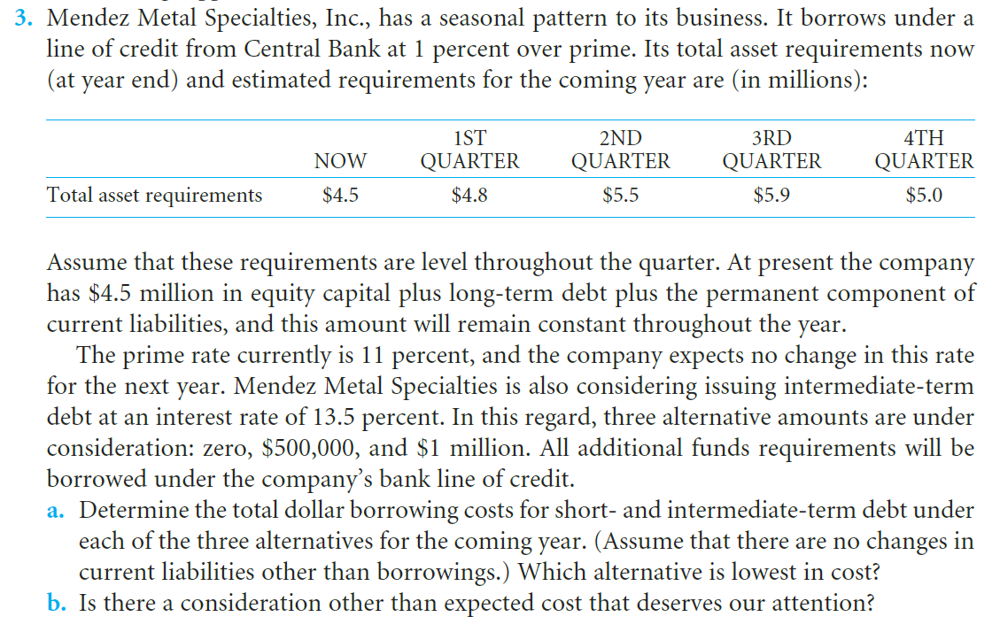 3. Mendez Metal Specialties, Inc., has a seasonal pattern to its business. It borrows under a
line of credit from Central Bank at 1 percent over prime. Its total asset requirements now
(at year end) and estimated requirements for the coming year are (in millions):
1ST 2ND 3RD 4TH
NOW QUARTER QUARTER QUARTER QUARTER
Total asset requirements $4.5 $4.8 $5.5 $5.9 $5.0
Assume that these requirements are level throughout the quarter. At present the company
has $4.5 million in equity capital plus long-term debt plus the permanent component of
current liabilities, and this amount will remain constant throughout the year.
The prime rate currently is 11 percent, and the company expects no change in this rate
for the next year. Mendez Metal Specialties is also considering issuing intermediate-term
debt at an interest rate of 13.5 percent. In this regard, three alternative amounts are under
consideration: zero, $500,000, and $1 million. All additional funds requirements will be
borrowed under the company’s bank line of credit.
a. Determine the total dollar borrowing costs for short- and intermediate-term debt under
each of the three alternatives for the coming year. (Assume that there are no changes in
current liabilities other than borrowings.) Which alternative is lowest in cost?
b. Is there a consideration other than expected cost that deserves our attention?